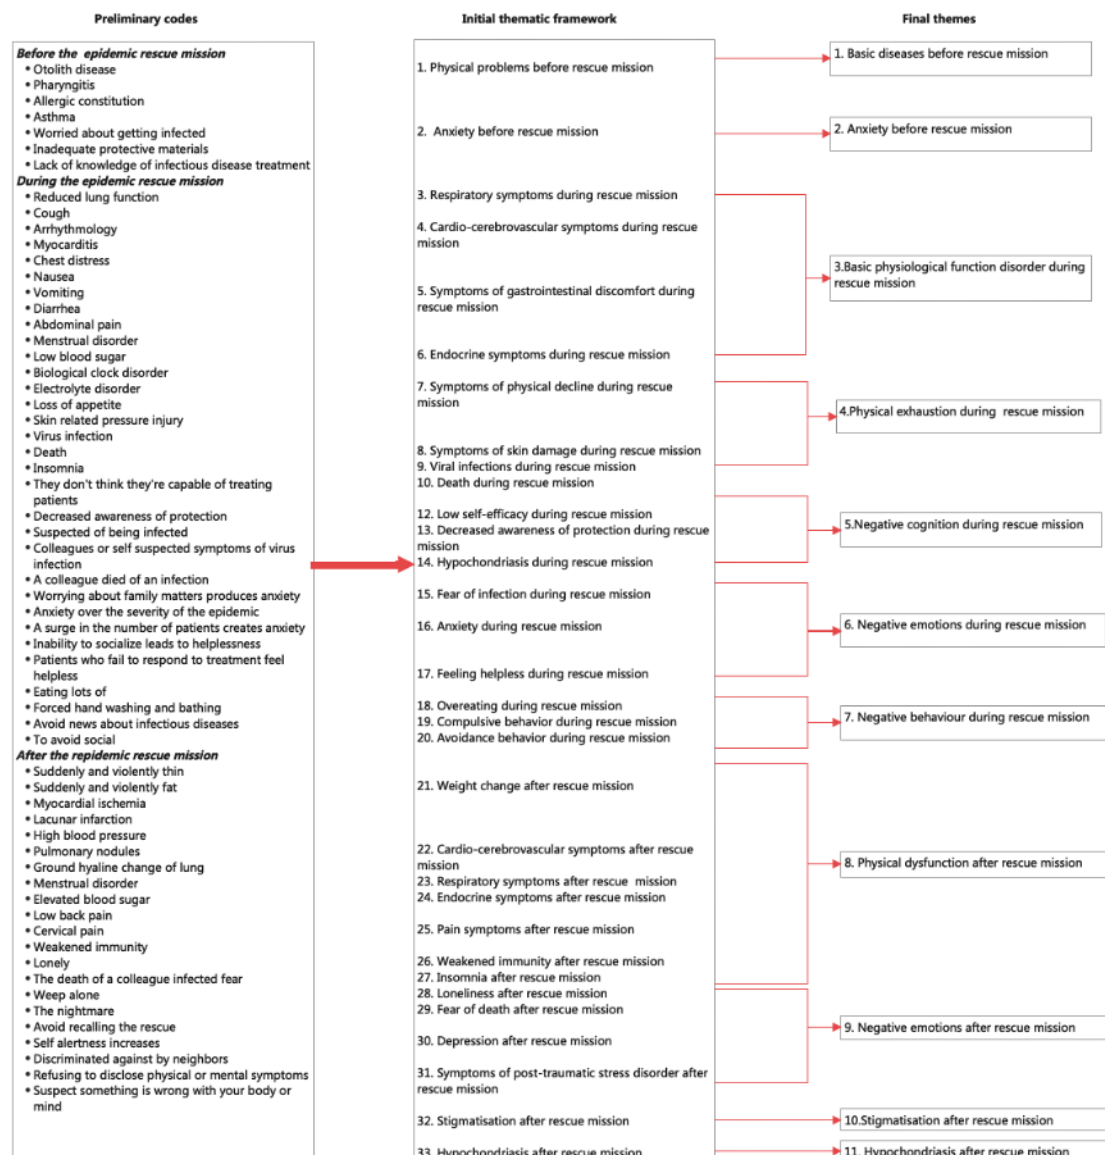 Preliminary codes
Before the epidemic rescue mission
• Otolith disease
• Pharyngitis
• Allergic constitution
• Asthma
• Worried about getting infected
• Inadequate protective materials
• Lack of knowledge of infectious disease treatment
During the epidemic rescue mission
• Reduced lung function
• Cough
• Arrhythmology
• Myocarditis
• Chest distress
• Nausea
• Vomiting
• Diarrhea
• Abdominal pain
• Menstrual disorder
• Low blood sugar
• Biological clock disorder
• Electrolyte disorder
• Loss of appetite
• Skin related pressure injury
• Virus infection
• Death
• Insomnia
• They don't think they're capable of treating
patients
• Decreased awareness of protection
• Suspected of being infected
• Colleagues or self suspected symptoms of virus
infection
• A colleague died of an infection
• Worrying about family matters produces anxiety
• Anxiety over the severity of the epidemic
• A surge in the number of patients creates anxiety
• Inability to socialize leads to helplessness
• Patients who fail to respond to treatment feel
helpless
• Eating lots of
• Forced hand washing and bathing
• Avoid news about infectious diseases
• To avoid social
After the repidemic rescue mission
• Suddenly and violently thin
• Suddenly and violently fat
• Myocardial ischemia
• Lacunar infarction
• High blood pressure
• Pulmonary nodules
• Ground hyaline change of lung
• Menstrual disorder
• Elevated blood sugar
• Low back pain
• Cervical pain
• Weakened immunity
• Lonely
• The death of a colleague infected fear
• Weep alone
• The nightmare
• Avoid recalling the rescue
• Self alertness increases
• Discriminated against by neighbors
• Refusing to disclose physical or mental symptoms
• Suspect something is wrong with your body or
mind
Initial thematic framework
1. Physical problems before rescue mission
2. Anxiety before rescue mission
3. Respiratory symptoms during rescue mission
4. Cardio-cerebrovascular symptoms during rescue
mission
5. Symptoms of gastrointestinal discomfort during
rescue mission
6. Endocrine symptoms during rescue mission
7. Symptoms of physical decline during rescue
mission
8. Symptoms of skin damage during rescue mission
9. Viral infections during rescue mission
10. Death during rescue mission
12. Low self-efficacy during rescue mission
13. Decreased awareness of protection during rescue
mission
14. Hypochondriasis during rescue mission
15. Fear of infection during rescue mission
16. Anxiety during rescue mission
17. Feeling helpless during rescue mission
18. Overeating during rescue mission
19. Compulsive behavior during rescue mission
20. Avoidance behavior during rescue mission
21. Weight change after rescue mission
22. Cardio-cerebrovascular symptoms after rescue
mission
23. Respiratory symptoms after rescue mission
24. Endocrine symptoms after rescue mission
25. Pain symptoms after rescue mission
26. Weakened immunity after rescue mission
27. Insomnia after rescue mission
28. Loneliness after rescue mission
29. Fear of death after rescue mission
30. Depression after rescue mission
31. Symptoms of post-traumatic stress disorder after
rescue mission
32. Stigmatisation after rescue mission
33. Hypochondriasis after rescue mission
Final themes
1. Basic diseases before rescue mission
2. Anxiety before rescue mission
3.Basic physiological function disorder during
rescue mission
4.Physical exhaustion during rescue mission
5.Negative cognition during rescue mission
6. Negative emotions during rescue mission
7. Negative behaviour during rescue mission
8. Physical dysfunction after rescue mission
9. Negative emotions after rescue mission
10.Stigmatisation after rescue mission
11. Hypochondriasis after rescue mission